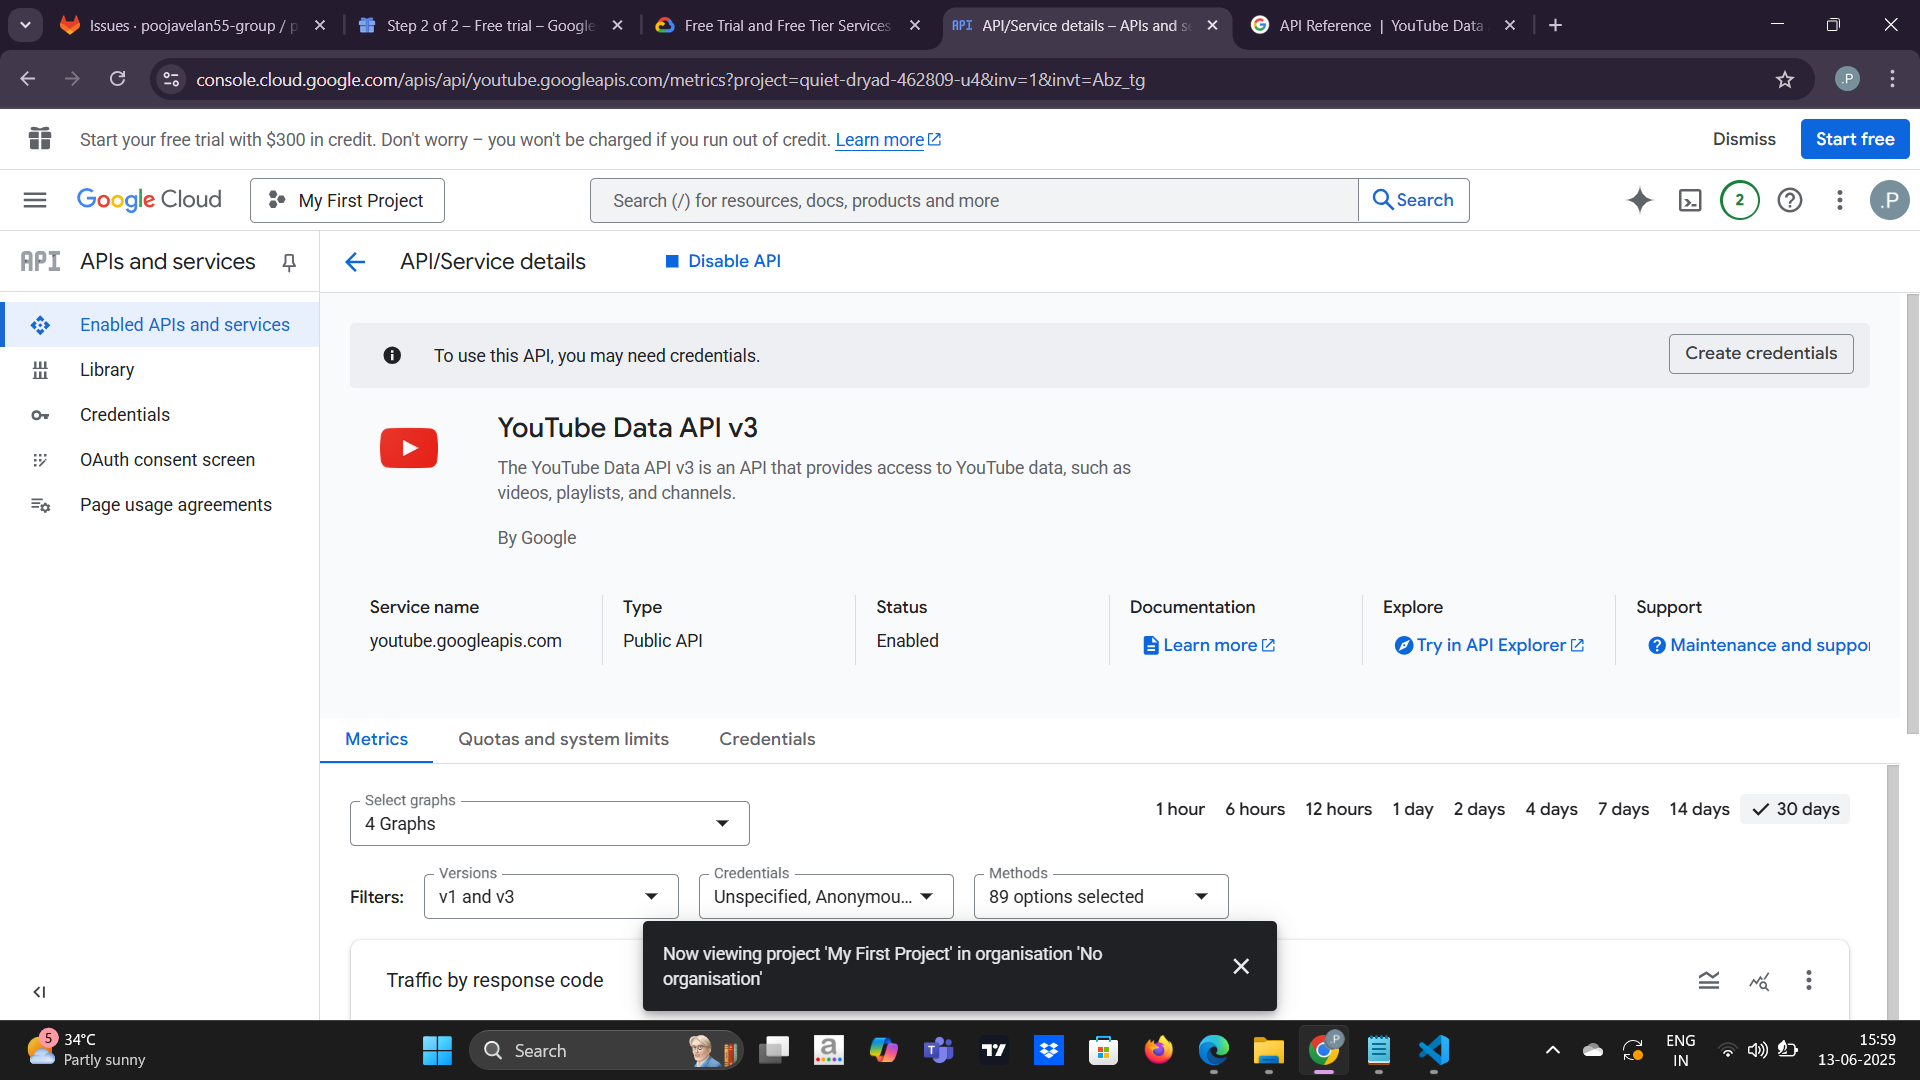 Issues · poojavelan55-group / p
Step 2 of 2 – Free trial – Google
Free Trial and Free Tier Services
API API/Service details – APIs and se
API Reference | YouTube Data
console.cloud.google.com/apis/api/youtube.googleapis.com/metrics?project=quiet-dryad-462809-u4&inv=1&invt=Abz_tg
.P
Start your free trial with $300 in credit. Don't worry – you won't be charged if you run out of credit. Learn more
Dismiss
Start free
Google Cloud
My First Project
Search (/) for resources, docs, products and more
Search
2
.P
API APIs and services
API/Service details
Disable API
Enabled APIs and services
Library
Credentials
OAuth consent screen
Page usage agreements
To use this API, you may need credentials.
Create credentials
YouTube Data API v3
The YouTube Data API v3 is an API that provides access to YouTube data, such as
videos, playlists, and channels.
By Google
Service name
youtube.googleapis.com
Type
Public API
Status
Enabled
Documentation
Learn more
Explore
Try in API Explorer
Support
Maintenance and suppor
Metrics
Quotas and system limits
Credentials
Select graphs
4 Graphs
1 hour 6 hours 12 hours 1 day 2 days 4 days 7 days 14 days 30 days
Filters:
Versions
v1 and v3
Credentials
Unspecified, Anonymou...
Methods
89 options selected
Traffic by response code
Now viewing project 'My First Project' in organisation 'No
organisation'
5
34°C
Partly sunny
Search
a
.P
ENG
IN
15:59
13-06-2025